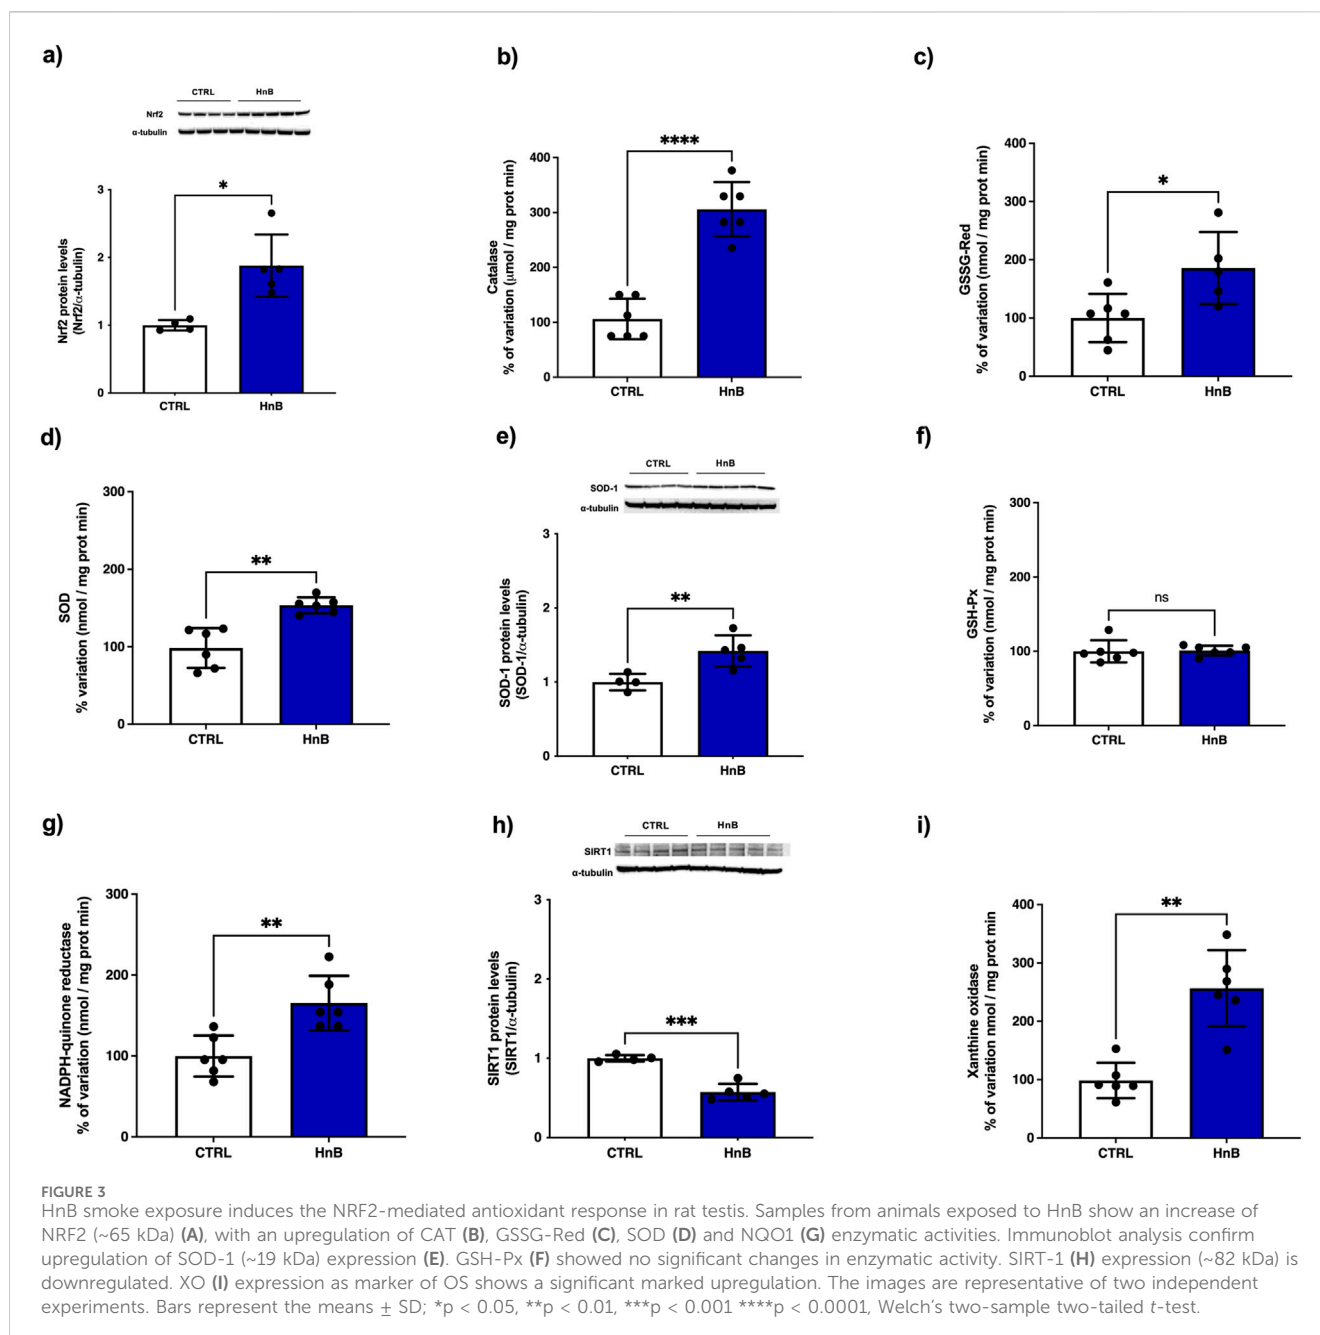 a)
CTRL HnB
Nrf2
α-tubulin
Nrf2 protein levels
(Nrf2/α-tubulin)
3
2
1
0
*
CTRL HnB
b)
Catalase
% of variation (μmol / mg prot min)
400
300
200
100
0
****
CTRL HnB
c)
GSSG-Red
% of variation (nmol / mg prot min)
400
300
200
100
0
*
CTRL HnB
d)
SOD
% variation (nmol / mg prot min)
300
200
150
100
0
**
CTRL HnB
e)
CTRL HnB
SOD-1
α-tubulin
SOD-1 protein levels
(SOD-1/α-tubulin)
3
2
1
0
**
CTRL HnB
f)
GSH-Px
% of variation (nmol / mg prot min)
300
200
100
0
ns
CTRL HnB
g)
NADPH-quinone reductase
% of variation (nmol / mg prot min)
300
200
100
0
**
CTRL HnB
h)
CTRL HnB
SIRT1
α-tubulin
SIRT1 protein levels
(SIRT1/α-tubulin)
3
2
1
0
***
CTRL HnB
i)
Xanthine oxidase
% of variation nmol / mg prot min
400
300
200
100
0
**
CTRL HnB
FIGURE 3
HnB smoke exposure induces the NRF2-mediated antioxidant response in rat testis. Samples from animals exposed to HnB show an increase of
NRF2 (~65 kDa) (A), with an upregulation of CAT (B), GSSG-Red (C), SOD (D) and NQO1 (G) enzymatic activities. Immunoblot analysis confirm
upregulation of SOD-1 (~19 kDa) expression (E). GSH-Px (F) showed no significant changes in enzymatic activity. SIRT-1 (H) expression (~82 kDa) is
downregulated. XO (I) expression as marker of OS shows a significant marked upregulation. The images are representative of two independent
experiments. Bars represent the means ± SD; *p < 0.05, **p < 0.01, ***p < 0.001 ****p < 0.0001, Welch's two-sample two-tailed t-test.